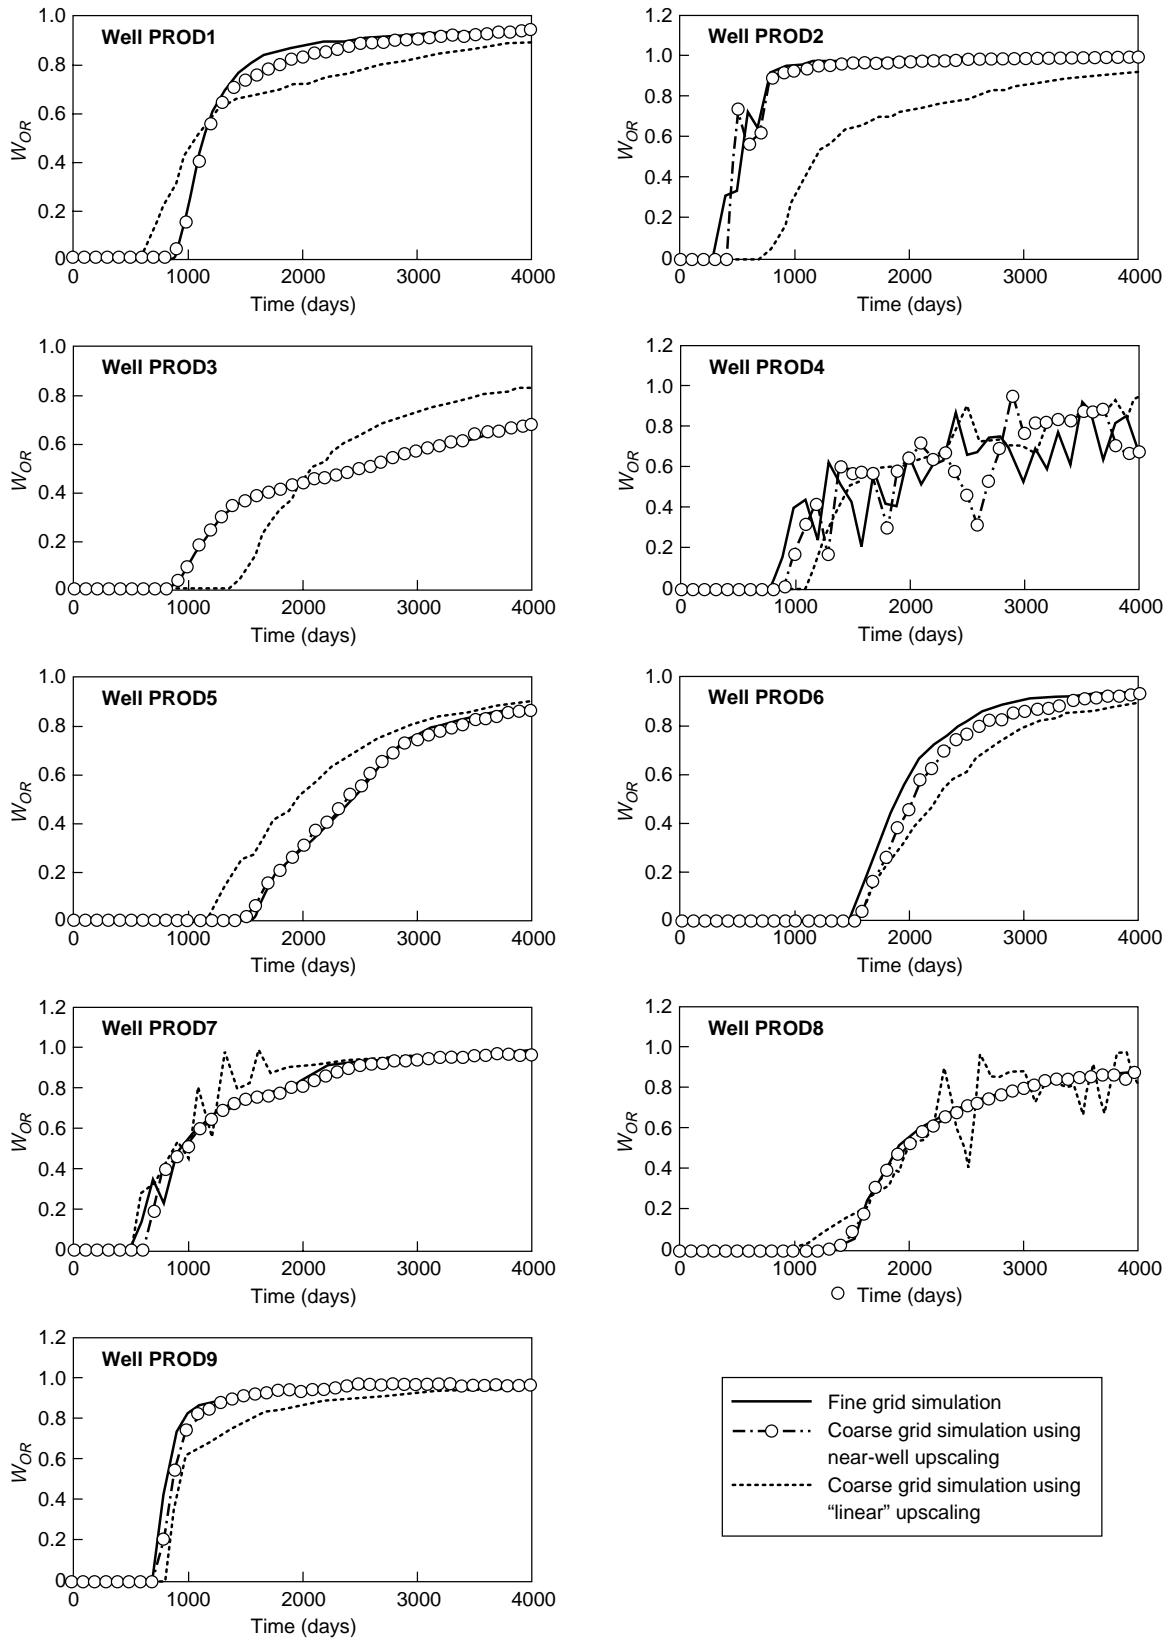 Well PROD1
1.0
0.8
0.6
0.4
0.2
0
W_OR
0 1000 2000 3000 4000
Time (days)
Well PROD2
1.2
1.0
0.8
0.6
0.4
0.2
0
W_OR
0 1000 2000 3000 4000
Time (days)
Well PROD3
1.0
0.8
0.6
0.4
0.2
0
W_OR
0 1000 2000 3000 4000
Time (days)
Well PROD4
1.2
1.0
0.8
0.6
0.4
0.2
0
W_OR
0 1000 2000 3000 4000
Time (days)
Well PROD5
1.0
0.8
0.6
0.4
0.2
0
W_OR
0 1000 2000 3000 4000
Time (days)
Well PROD6
1.0
0.8
0.6
0.4
0.2
0
W_OR
0 1000 2000 3000 4000
Time (days)
Well PROD7
1.2
1.0
0.8
0.6
0.4
0.2
0
W_OR
0 1000 2000 3000 4000
Time (days)
Well PROD8
1.2
1.0
0.8
0.6
0.4
0.2
0
W_OR
0 1000 2000 3000 4000
Time (days)
Well PROD9
1.2
1.0
0.8
0.6
0.4
0.2
0
W_OR
0 1000 2000 3000 4000
Time (days)
Fine grid simulation
Coarse grid simulation using
near-well upscaling
Coarse grid simulation using
“linear” upscaling